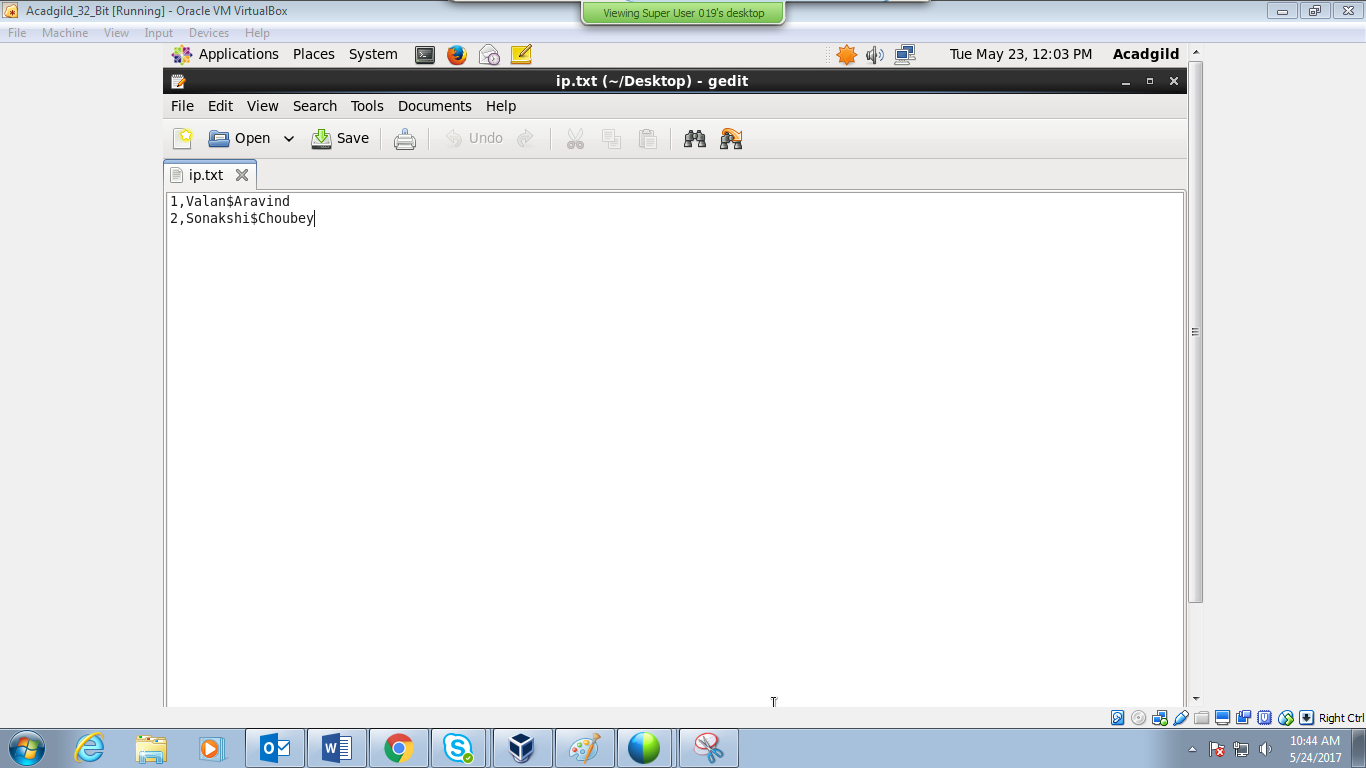 Acadgild_32_Bit [Running] - Oracle VM VirtualBox
Viewing Super User 019's desktop
File Machine View Input Devices Help
Applications Places System Tue May 23, 12:03 PM Acadgild
ip.txt (~/Desktop) - gedit
File Edit View Search Tools Documents Help
Open Save Undo
ip.txt
1,Valan$Aravind
2,Sonakshi$Choubey
Right Ctrl
10:44 AM
5/24/2017